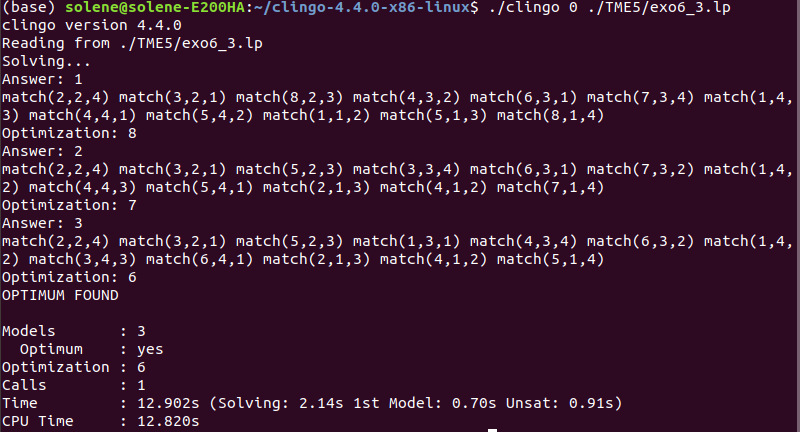 (base) solene@solene-E200HA:~/clingo-4.4.0-x86-linux$ ./clingo 0 ./TME5/exo6_3.lp
clingo version 4.4.0
Reading from ./TME5/exo6_3.lp
Solving...
Answer: 1
match(2,2,4) match(3,2,1) match(8,2,3) match(4,3,2) match(6,3,1) match(7,3,4) match(1,4,
3) match(4,4,1) match(5,4,2) match(1,1,2) match(5,1,3) match(8,1,4)
Optimization: 8
Answer: 2
match(2,2,4) match(3,2,1) match(5,2,3) match(3,3,4) match(6,3,1) match(7,3,2) match(1,4,
2) match(4,4,3) match(5,4,1) match(2,1,3) match(4,1,2) match(7,1,4)
Optimization: 7
Answer: 3
match(2,2,4) match(3,2,1) match(5,2,3) match(1,3,1) match(4,3,4) match(6,3,2) match(1,4,
2) match(3,4,3) match(6,4,1) match(2,1,3) match(4,1,2) match(5,1,4)
Optimization: 6
OPTIMUM FOUND
Models       : 3
  Optimum    : yes
Optimization : 6
Calls        : 1
Time         : 12.902s (Solving: 2.14s 1st Model: 0.70s Unsat: 0.91s)
CPU Time     : 12.820s